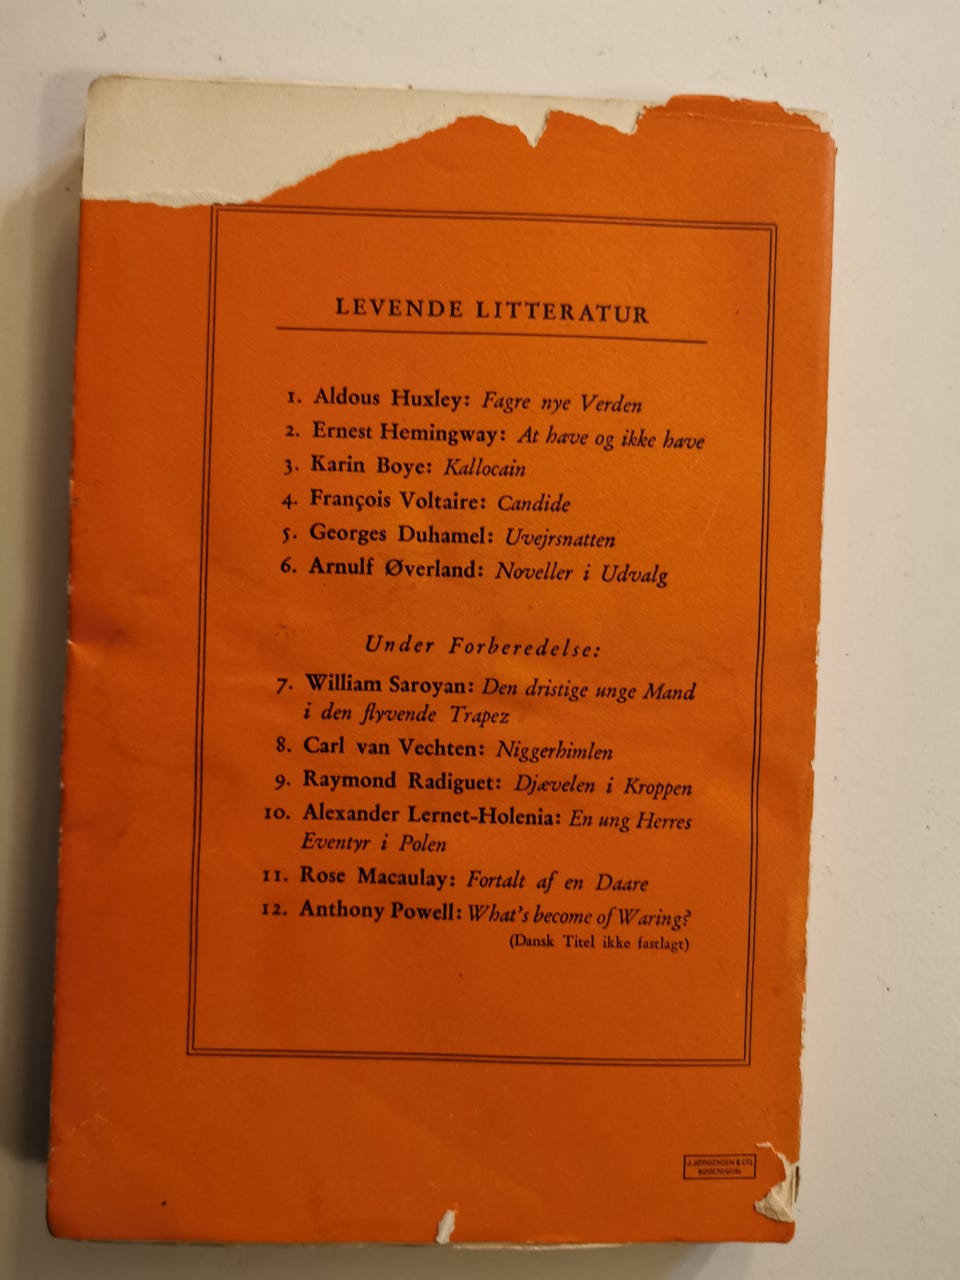 LEVENDE LITTERATUR
1. Aldous Huxley: Fagre nye Verden
2. Ernest Hemingway: At have og ikke have
3. Karin Boye: Kallocain
4. François Voltaire: Candide
5. Georges Duhamel: Uvejrsnatten
6. Arnulf Øverland: Noveller i Udvalg
Under Forberedelse:
7. William Saroyan: Den dristige unge Mand
i den flyvende Trapez
8. Carl van Vechten: Niggerhimlen
9. Raymond Radiguet: Djævelen i Kroppen
10. Alexander Lernet-Holenia: En ung Herres
Eventyr i Polen
11. Rose Macaulay: Fortalt af en Daare
12. Anthony Powell: What's become of Waring?
(Dansk Titel ikke fastlagt)
J. JØRGENSEN & CO.
KØBENHAVN